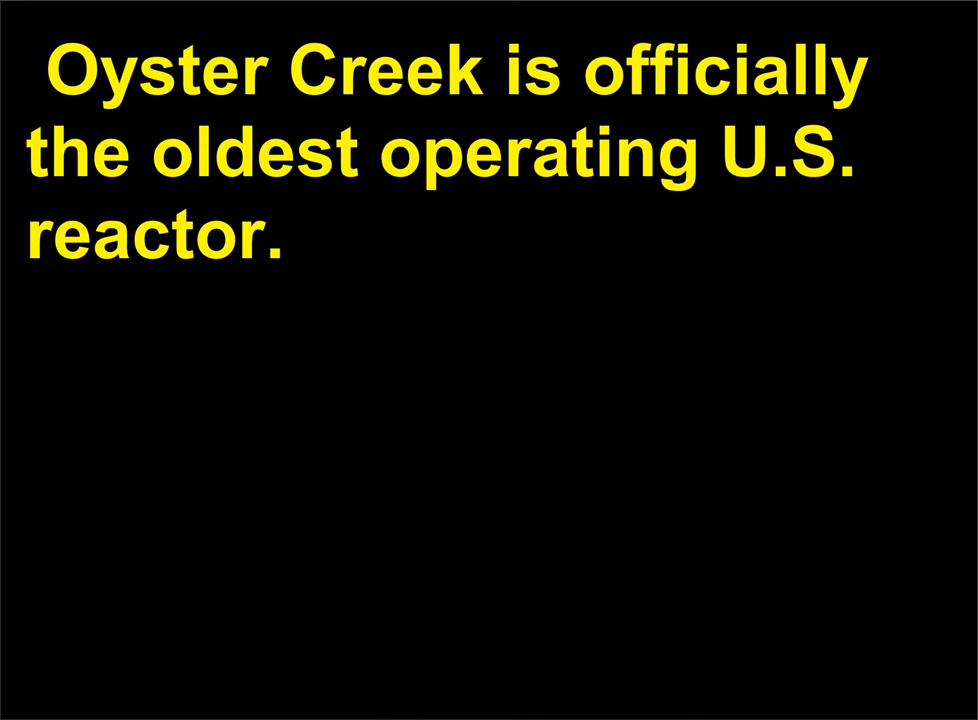 Oyster Creek is officially
the oldest operating U.S.
reactor.